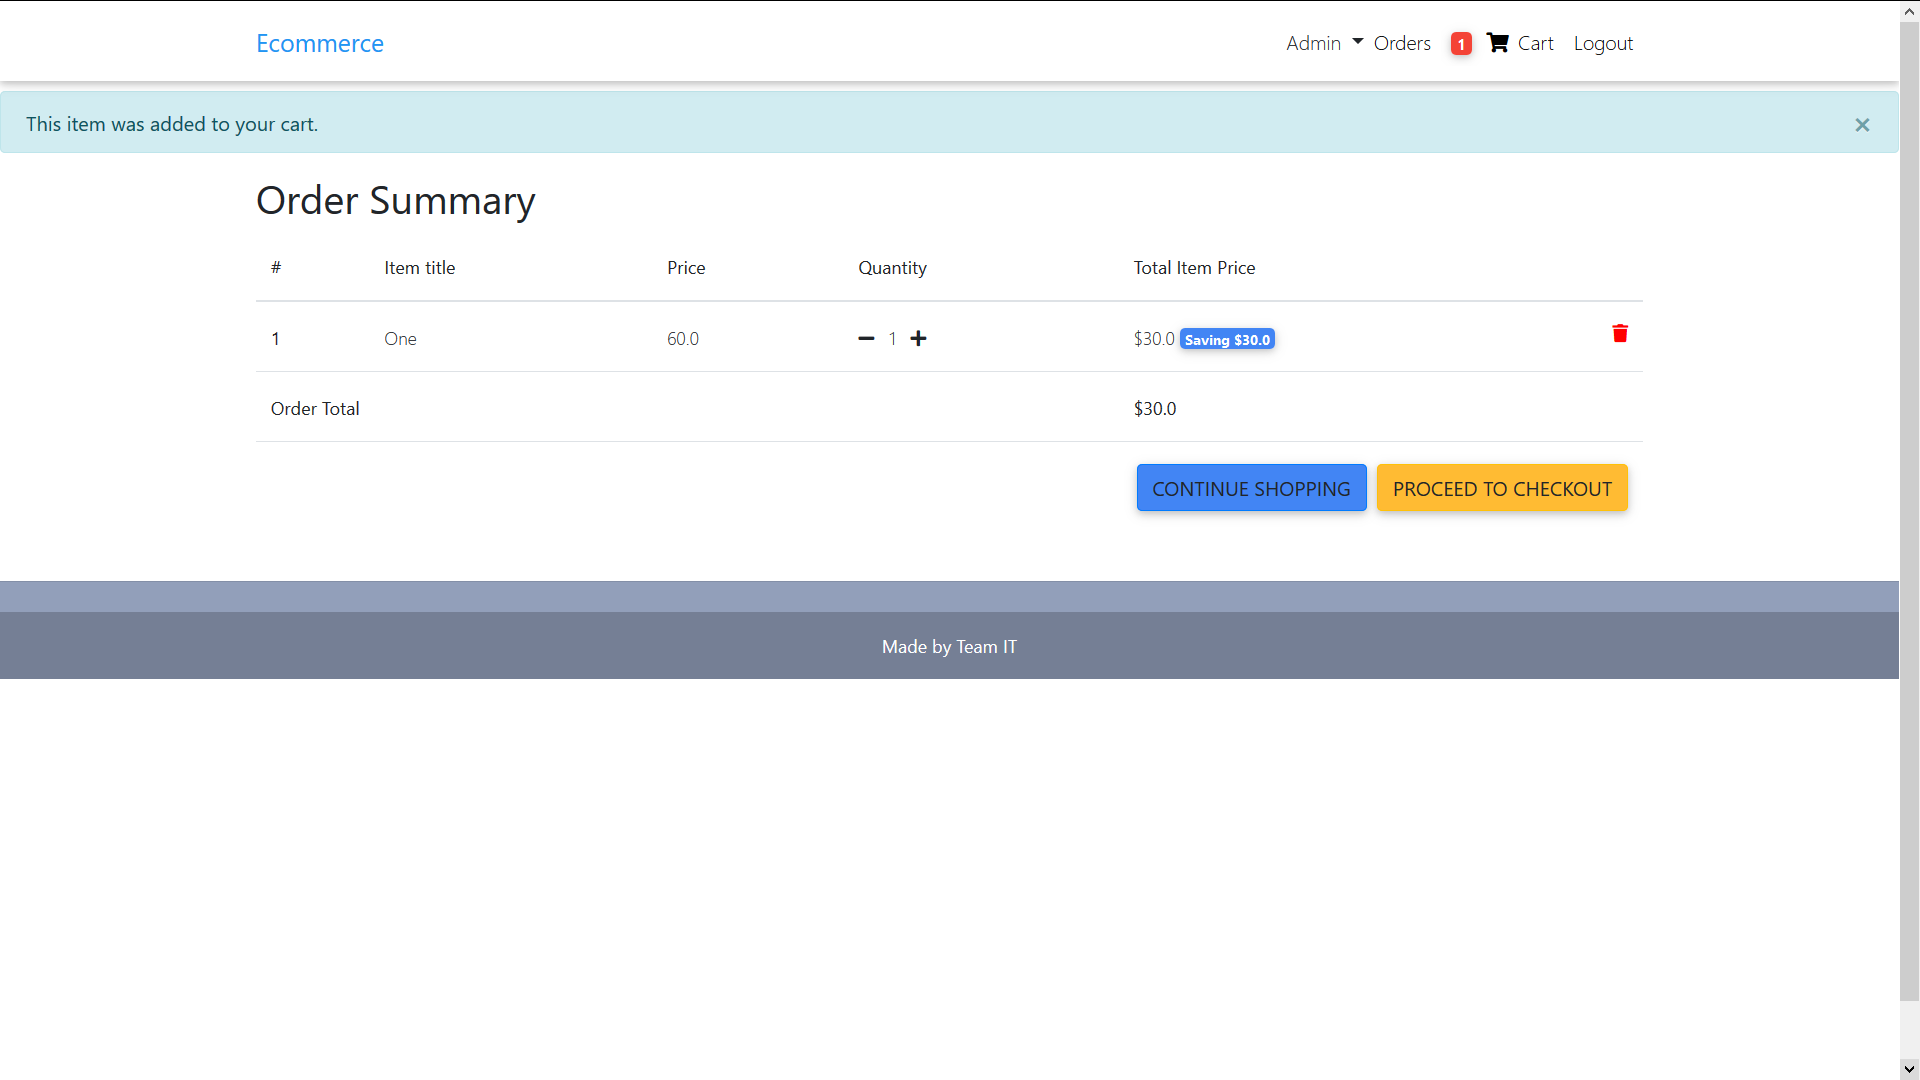 Ecommerce
Admin Orders 1 Cart Logout
This item was added to your cart. ×
Order Summary
# Item title Price Quantity Total Item Price
1 One 60.0 1 $30.0 Saving $30.0
Order Total $30.0
CONTINUE SHOPPING PROCEED TO CHECKOUT
Made by Team IT